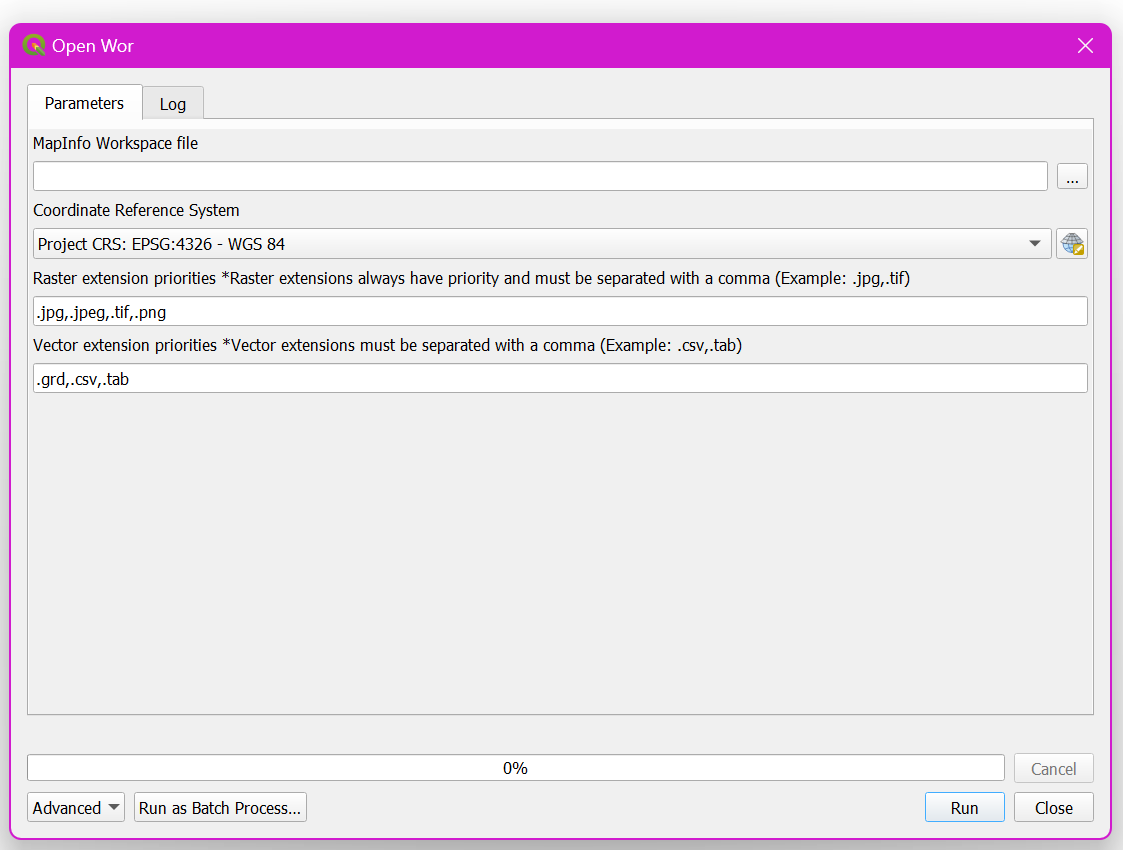 Open Wor
Parameters
Log
MapInfo Workspace file
...
Coordinate Reference System
Project CRS: EPSG:4326 - WGS 84
Raster extension priorities *Raster extensions always have priority and must be separated with a comma (Example: .jpg,.tif)
.jpg,.jpeg,.tif,.png
Vector extension priorities *Vector extensions must be separated with a comma (Example: .csv,.tab)
.grd,.csv,.tab
0%
Cancel
Advanced
Run as Batch Process...
Run
Close